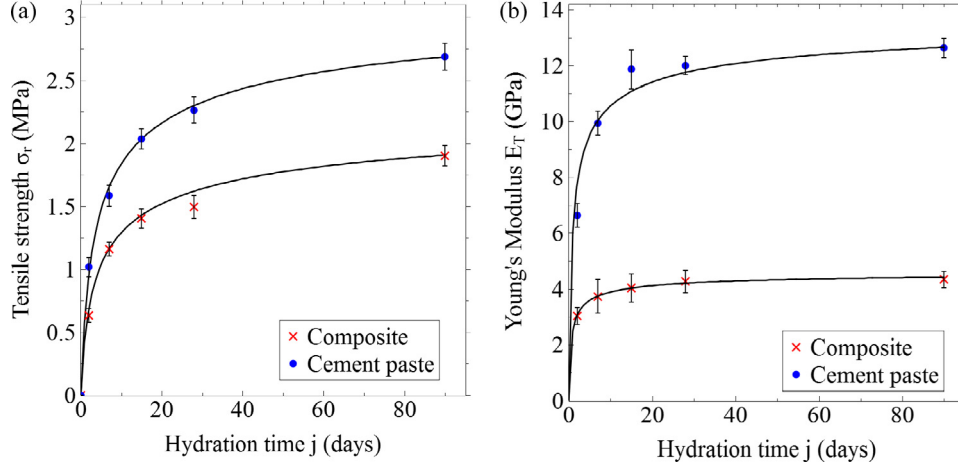 (a)
Tensile strength σr (MPa)
3
2.5
2
1.5
1
0.5
0
0 20 40 60 80
Hydration time j (days)
Composite
Cement paste
(b)
Young's Modulus ET (GPa)
14
12
10
8
6
4
2
0
0 20 40 60 80
Hydration time j (days)
Composite
Cement paste